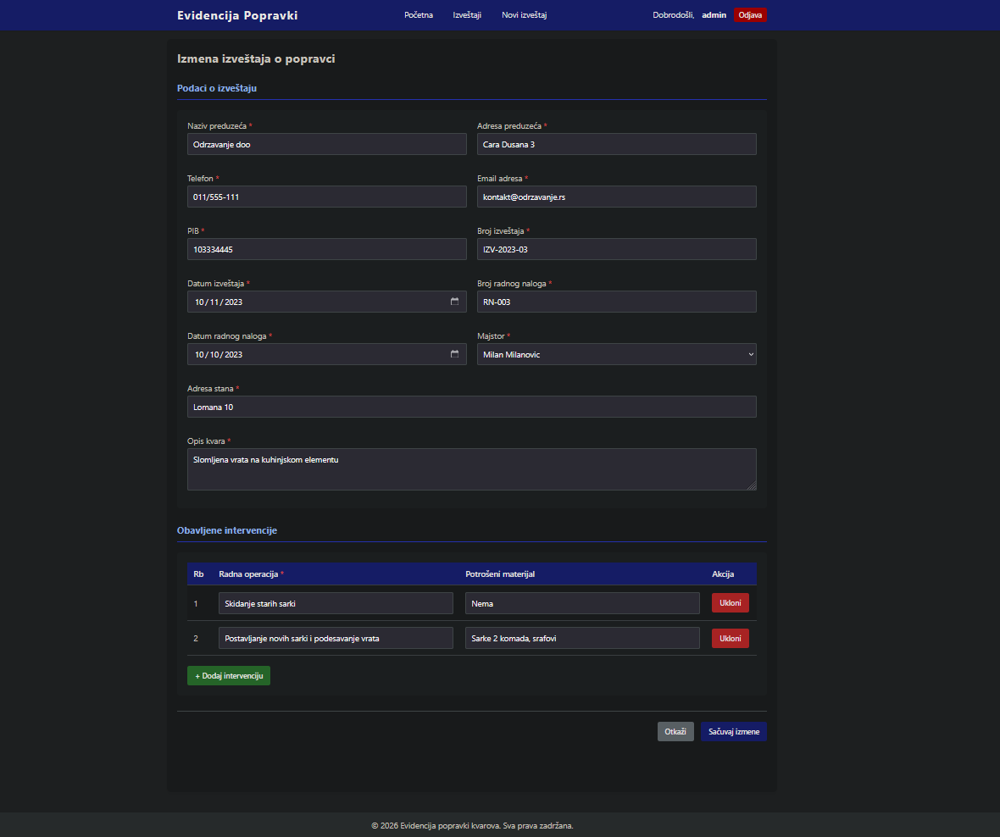 Evidencija Popravki Početna Izveštaji Novi izveštaj Dobrodošli, admin Odjava
Izmena izveštaja o popravci
Podaci o izveštaju
Naziv preduzeća * Adresa preduzeća *
Odrzavanje doo Cara Dusana 3
Telefon * Email adresa *
011/555-111 kontakt@odrzavanje.rs
PIB * Broj izveštaja *
103334445 IZV-2023-03
Datum izveštaja * Broj radnog naloga *
10/11/2023 RN-003
Datum radnog naloga * Majstor *
10/10/2023 Milan Milanovic
Adresa stana *
Lomana 10
Opis kvara *
Slomljena vrata na kuhinjskom elementu
Obavljene intervencije
Rb Radna operacija * Potrošeni materijal Akcija
1 Skidanje starih sarki Nema Ukloni
2 Postavljanje novih sarki i podesavanje vrata Sarke 2 komada, srafovi Ukloni
+ Dodaj intervenciju
Otkaži Sačuvaj izmene
© 2026 Evidencija popravki kvarova. Sva prava zadržana.